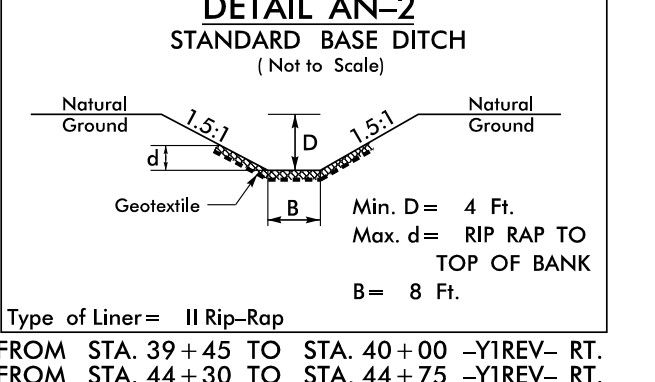 DETAIL AN–2
STANDARD BASE DITCH
( Not to Scale)
Natural
Ground
1.5:1
D
1.5:1
Natural
Ground
d
Geotextile
B
Min. D= 4 Ft.
Max. d= RIP RAP TO
TOP OF BANK
B= 8 Ft.
Type of Liner= II Rip–Rap
FROM STA. 39+45 TO STA. 40+00 –Y1REV– RT.
FROM STA. 44+30 TO STA. 44+75 –Y1REV– RT.